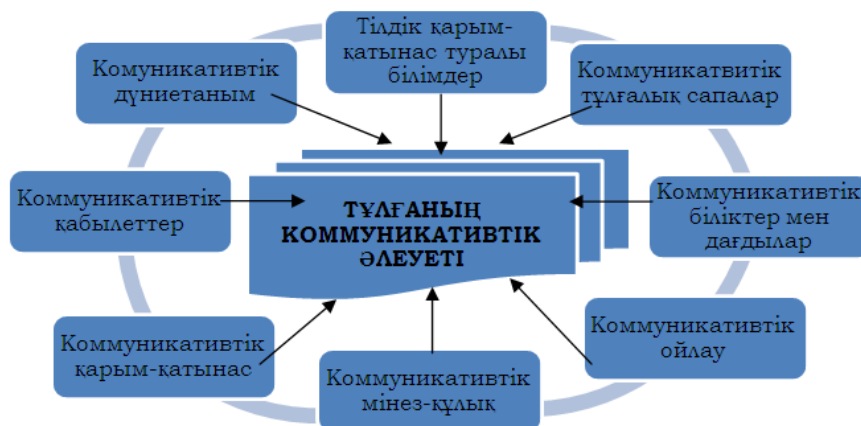 Тілдік қарым-
қатынас туралы
білімдер
Комуникативтік
дүниетаным
Коммуникатвитік
тұлғалық сапалар
Коммуникативтік
қабылеттер
ТҰЛҒАНЫҢ
КОММУНИКАТИВТІК
ӘЛЕУЕТІ
Коммуникативтік
біліктер мен
дағдылар
Коммуникативтік
қарым-қатынас
Коммуникативтік
мінез-құлық
Коммуникативтік
ойлау